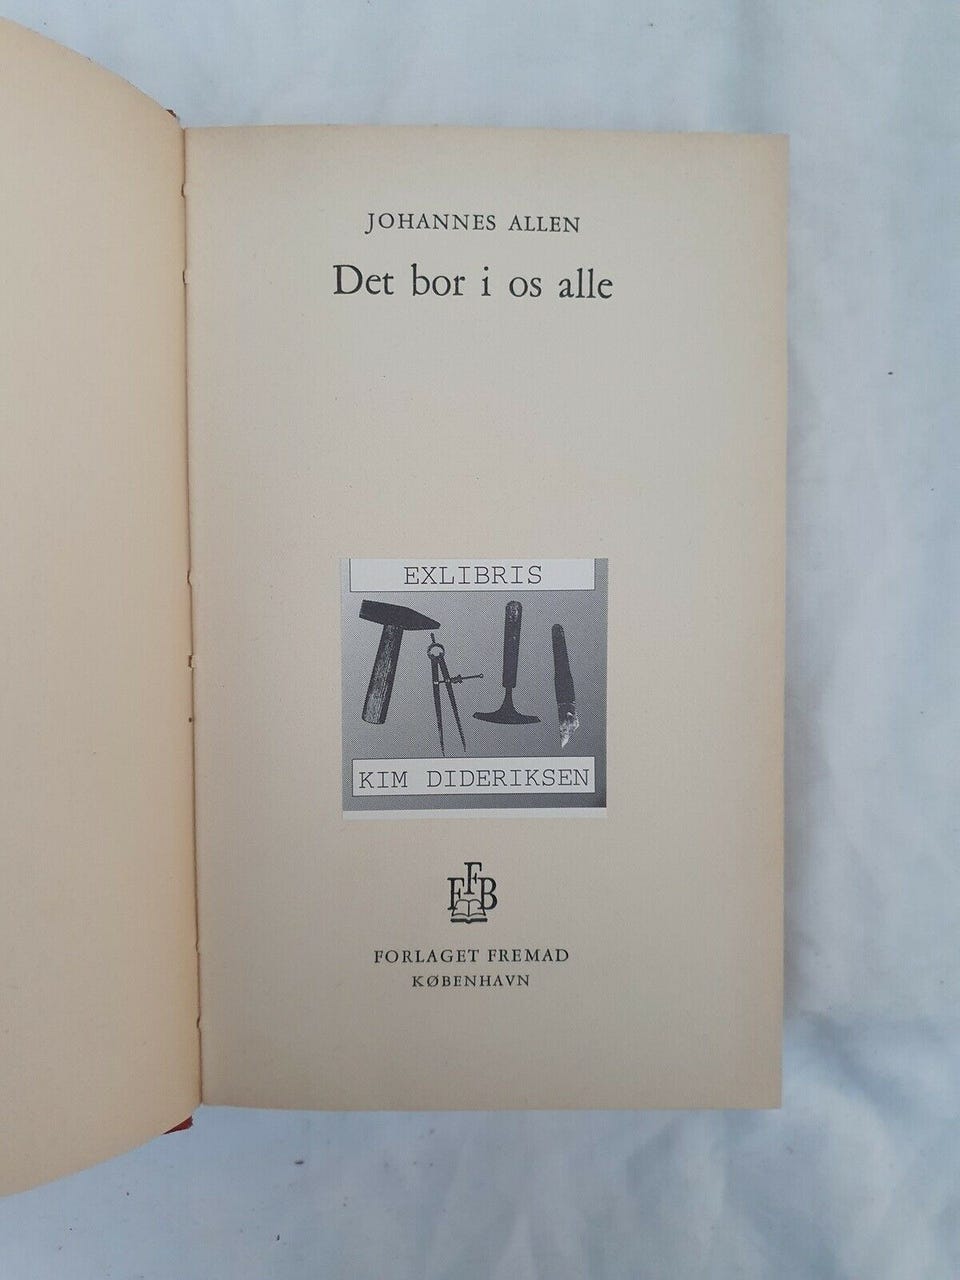 JOHANNES ALLEN
Det bor i os alle
EXLIBRIS
KIM DIDERIKSEN
FFB
FORLAGET FREMAD
KØBENHAVN